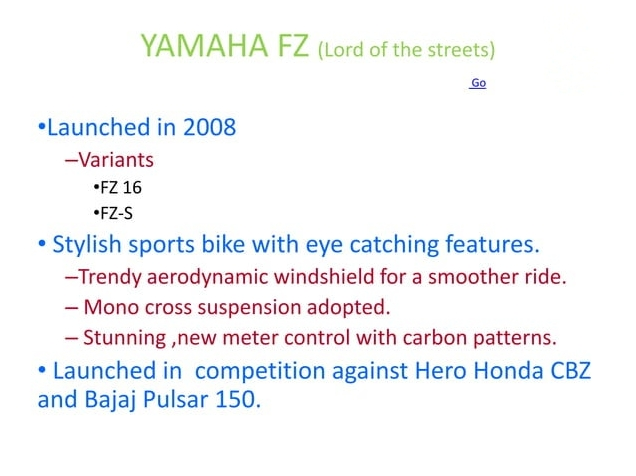 YAMAHA FZ (Lord of the streets)
Go
•Launched in 2008
–Variants
•FZ 16
•FZ-S
• Stylish sports bike with eye catching features.
–Trendy aerodynamic windshield for a smoother ride.
– Mono cross suspension adopted.
– Stunning ,new meter control with carbon patterns.
• Launched in  competition against Hero Honda CBZ
and Bajaj Pulsar 150.